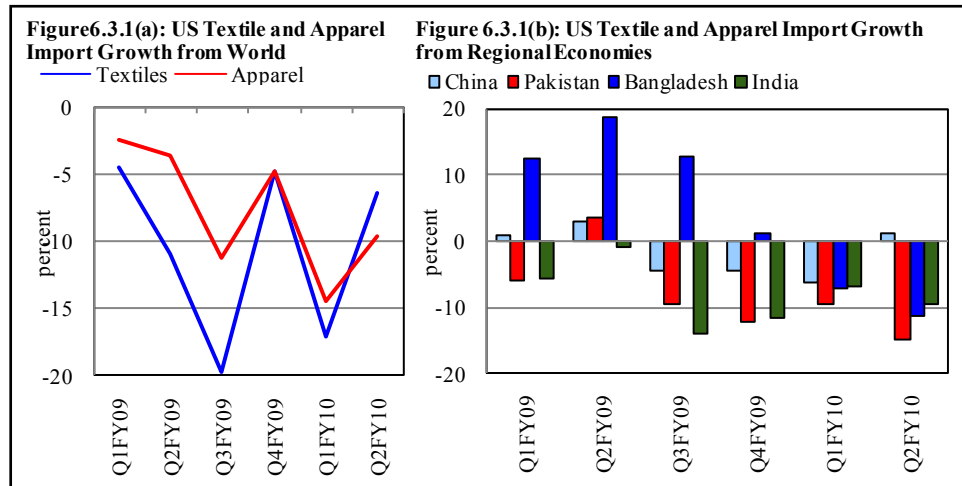 Figure6.3.1(a): US Textile and Apparel
Import Growth from World
Textiles Apparel
0
-5
-10
-15
-20
percent
Q1FY09
Q2FY09
Q3FY09
Q4FY09
Q1FY10
Q2FY10
Figure 6.3.1(b): US Textile and Apparel Import Growth
from Regional Economies
China Pakistan Bangladesh India
20
10
0
-10
-20
percent
Q1FY09
Q2FY09
Q3FY09
Q4FY09
Q1FY10
Q2FY10